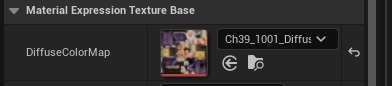 Material Expression Texture Base
DiffuseColorMap
Ch39_1001_Diffus